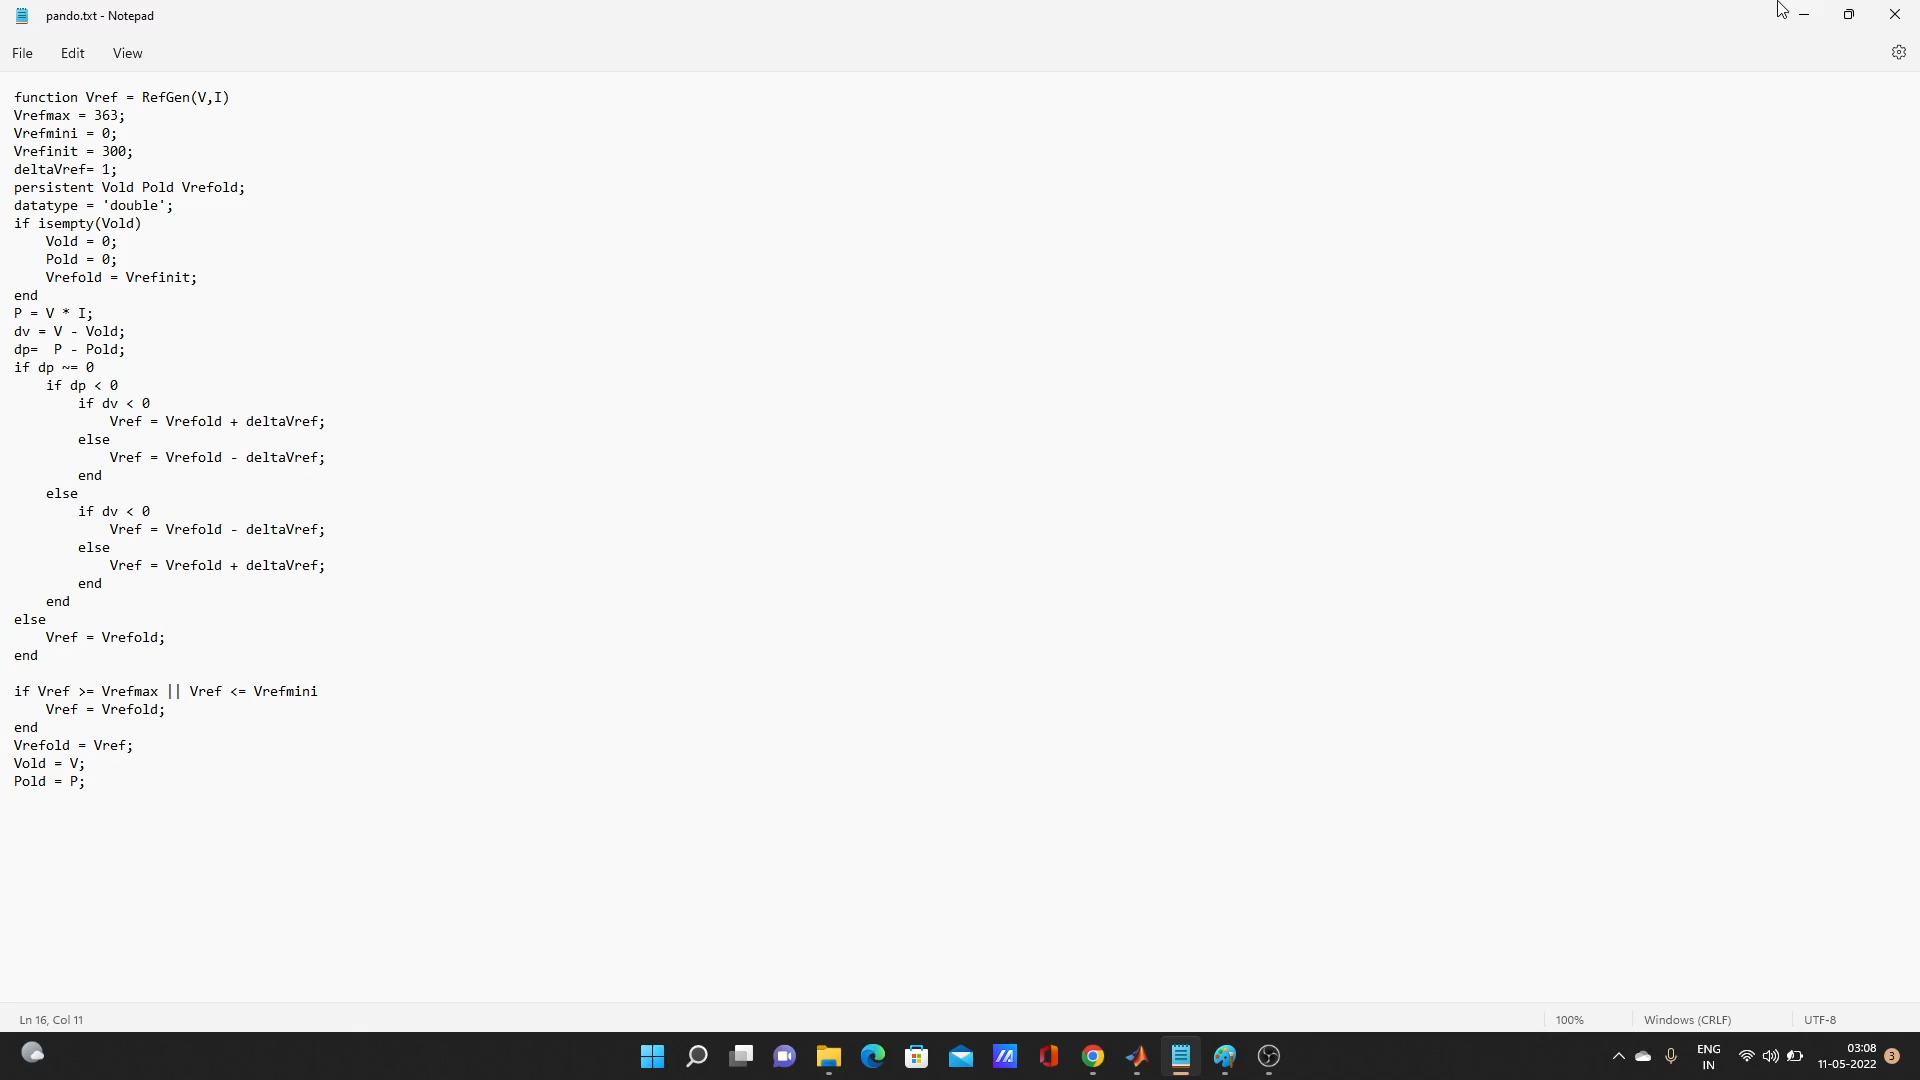 pando.txt - Notepad
File Edit View
function Vref = RefGen(V,I)
Vrefmax = 363;
Vrefmini = 0;
Vrefinit = 300;
deltaVref= 1;
persistent Vold Pold Vrefold;
datatype = 'double';
if isempty(Vold)
    Vold = 0;
    Pold = 0;
    Vrefold = Vrefinit;
end
P = V * I;
dv = V - Vold;
dp=  P - Pold;
if dp ~= 0
    if dp < 0
        if dv < 0
            Vref = Vrefold + deltaVref;
        else
            Vref = Vrefold - deltaVref;
        end
    else
        if dv < 0
            Vref = Vrefold - deltaVref;
        else
            Vref = Vrefold + deltaVref;
        end
    end
else
    Vref = Vrefold;
end
if Vref >= Vrefmax || Vref <= Vrefmini
    Vref = Vrefold;
end
Vrefold = Vref;
Vold = V;
Pold = P;
Ln 16, Col 11 100% Windows (CRLF) UTF-8
ENG
IN
03:08
11-05-2022
3